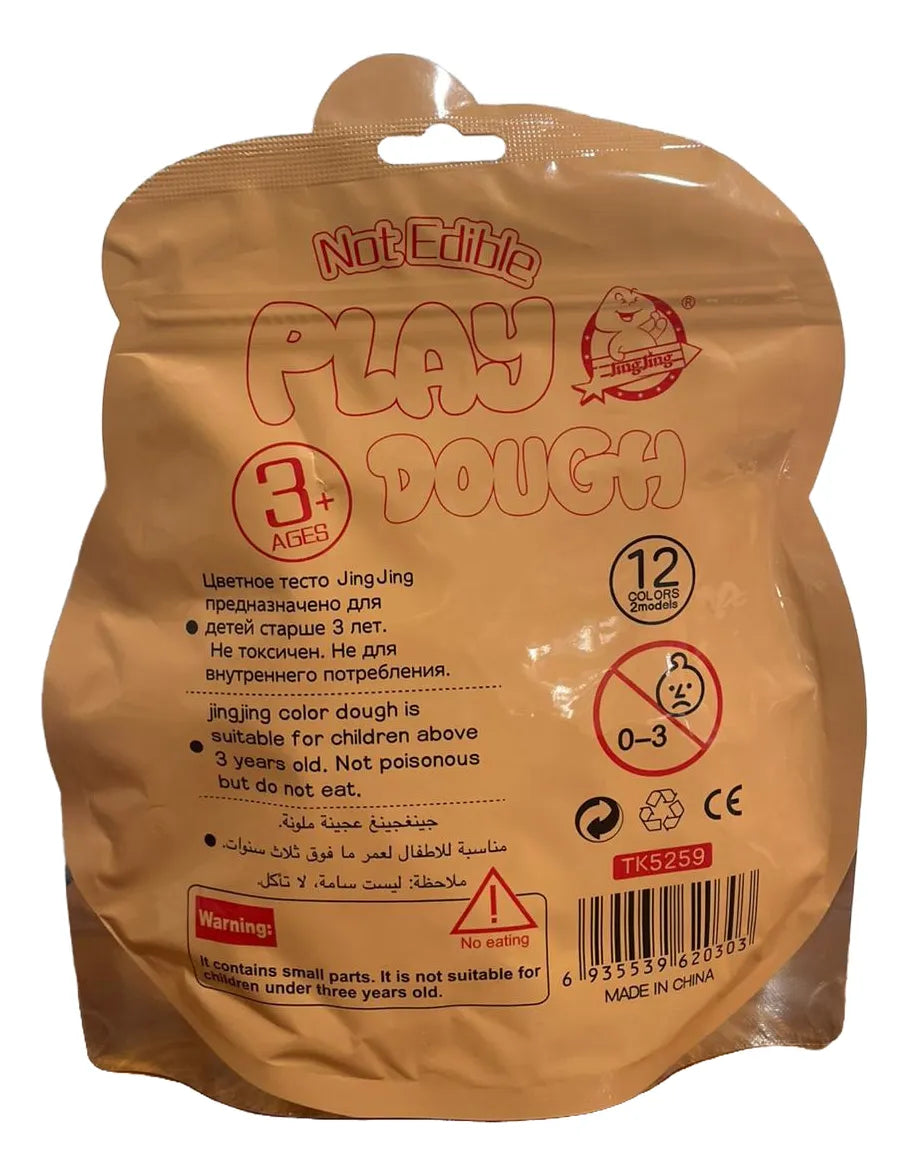 Not Edible
PLAY
JingJing
®
DOUGH
3+
AGES
Цветное тесто JingJing
предназначено для
детей старше 3 лет.
Не токсичен. Не для
внутреннего потребления.
12
COLORS
2models
0-3
jingjing color dough is
suitable for children above
3 years old. Not poisonous
but do not eat.
جينغجينغ عجينة ملونة.
مناسبة للاطفال لعمر ما فوق ثلاث سنوات.
ملاحظة: ليست سامة، لا تأكل.
CE
TK5259
Warning:
No eating
It contains small parts. It is not suitable for
children under three years old.
6 935539 620303
MADE IN CHINA